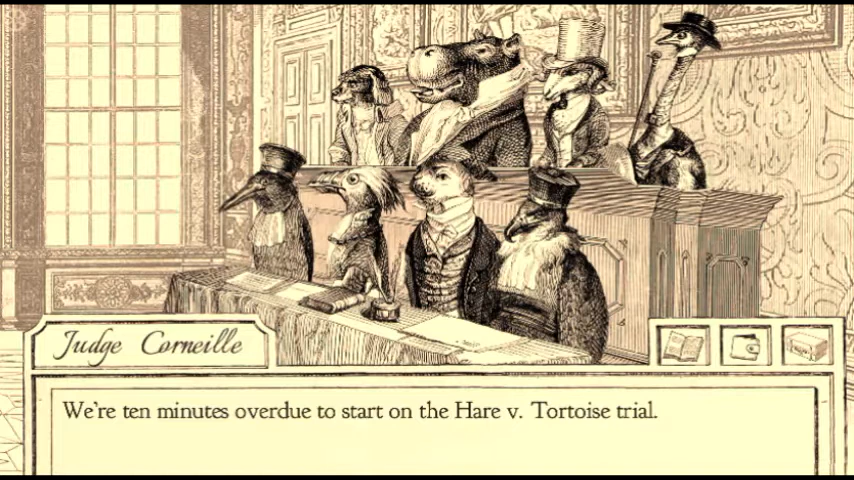 Judge Corneille
We're ten minutes overdue to start on the Hare v. Tortoise trial.